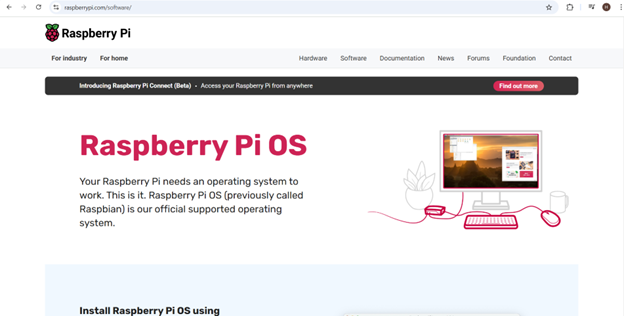 raspberrypi.com/software/
H
Raspberry Pi
For industry For home Hardware Software Documentation News Forums Foundation Contact
Introducing Raspberry Pi Connect (Beta) - Access your Raspberry Pi from anywhere Find out more
Raspberry Pi OS
Your Raspberry Pi needs an operating system to
work. This is it. Raspberry Pi OS (previously called
Raspbian) is our official supported operating
system.
Install Raspberry Pi OS using